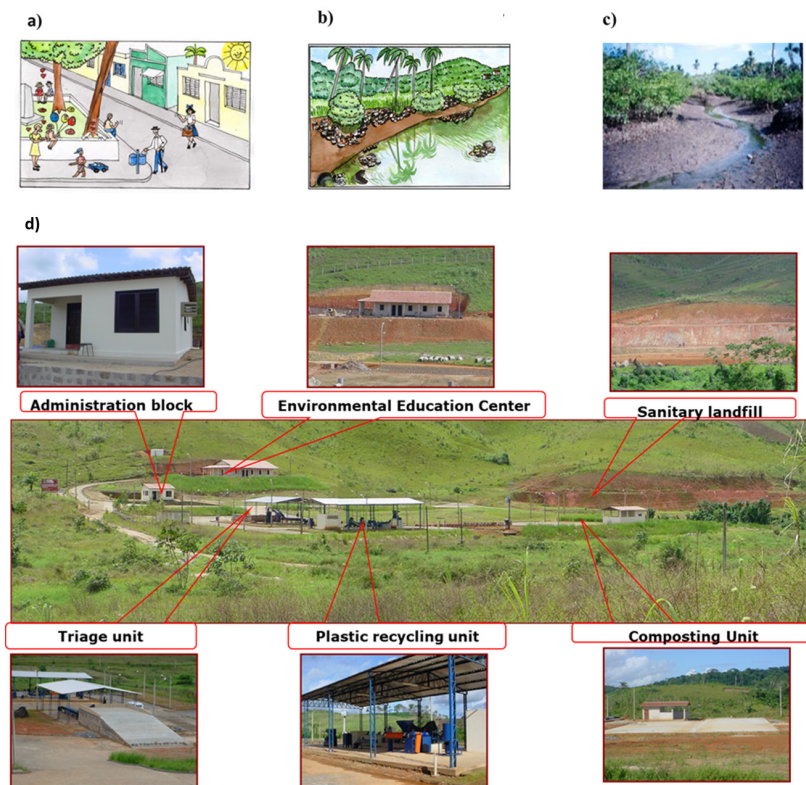 a)
b)
c)
d)
Administration block
Environmental Education Center
Sanitary landfill
Triage unit
Plastic recycling unit
Composting Unit